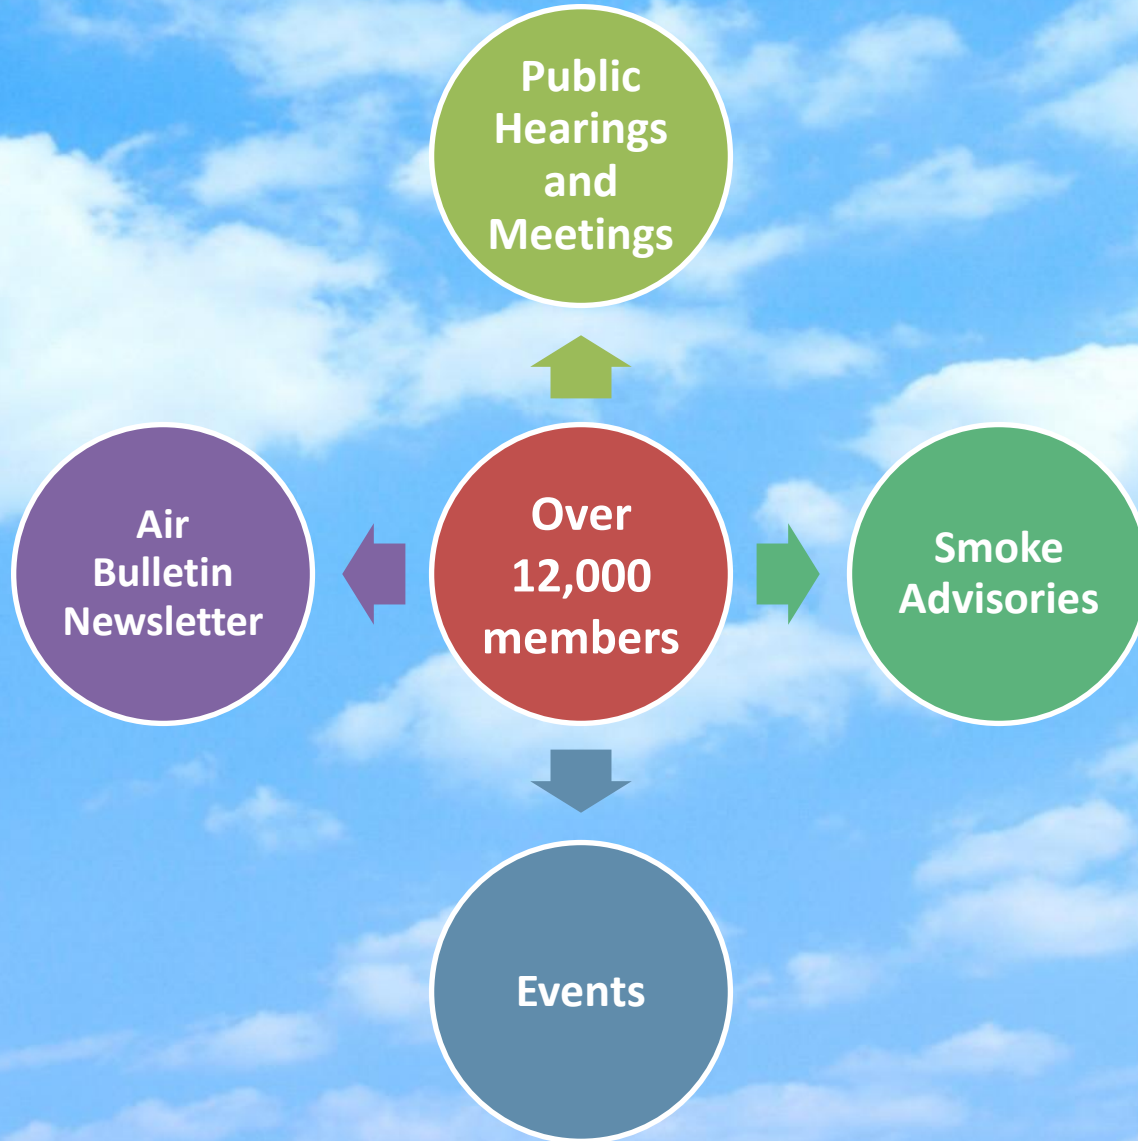 Public
Hearings
and
Meetings
Air
Bulletin
Newsletter
Over
12,000
members
Smoke
Advisories
Events